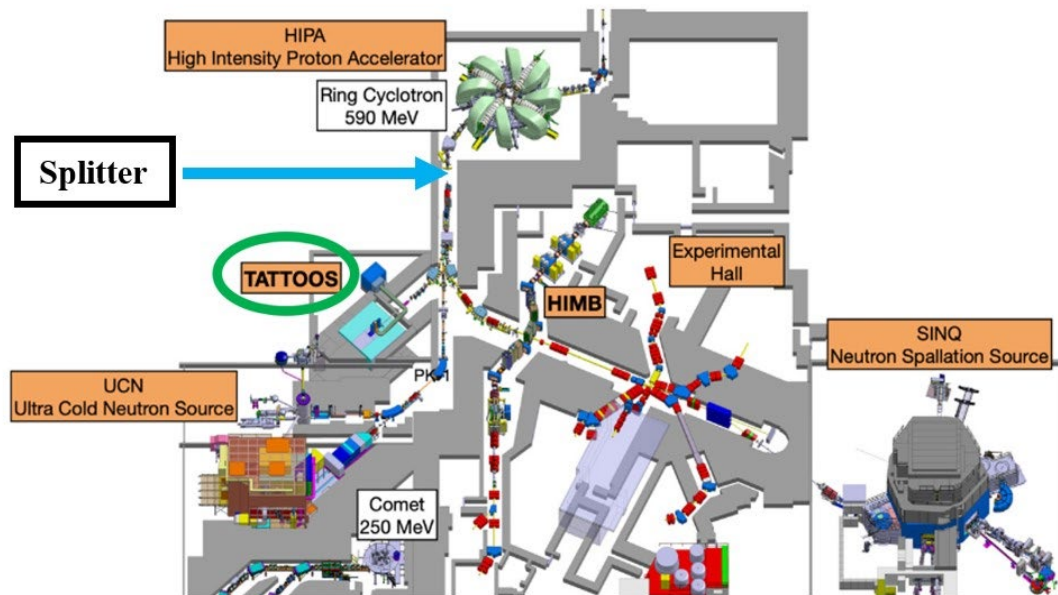 HIPA
High Intensity Proton Accelerator
Ring Cyclotron
590 MeV
Splitter
TATTOOS
HIMB
Experimental
Hall
SINQ
Neutron Spallation Source
UCN
Ultra Cold Neutron Source
Comet
250 MeV